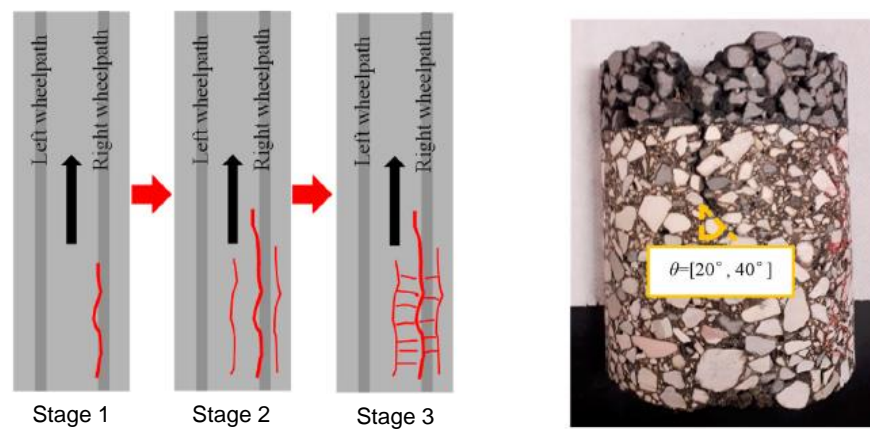 Left wheelpath
Right wheelpath
Left wheelpath
Right wheelpath
Left wheelpath
Right wheelpath
θ=[20°, 40°]
Stage 1
Stage 2
Stage 3